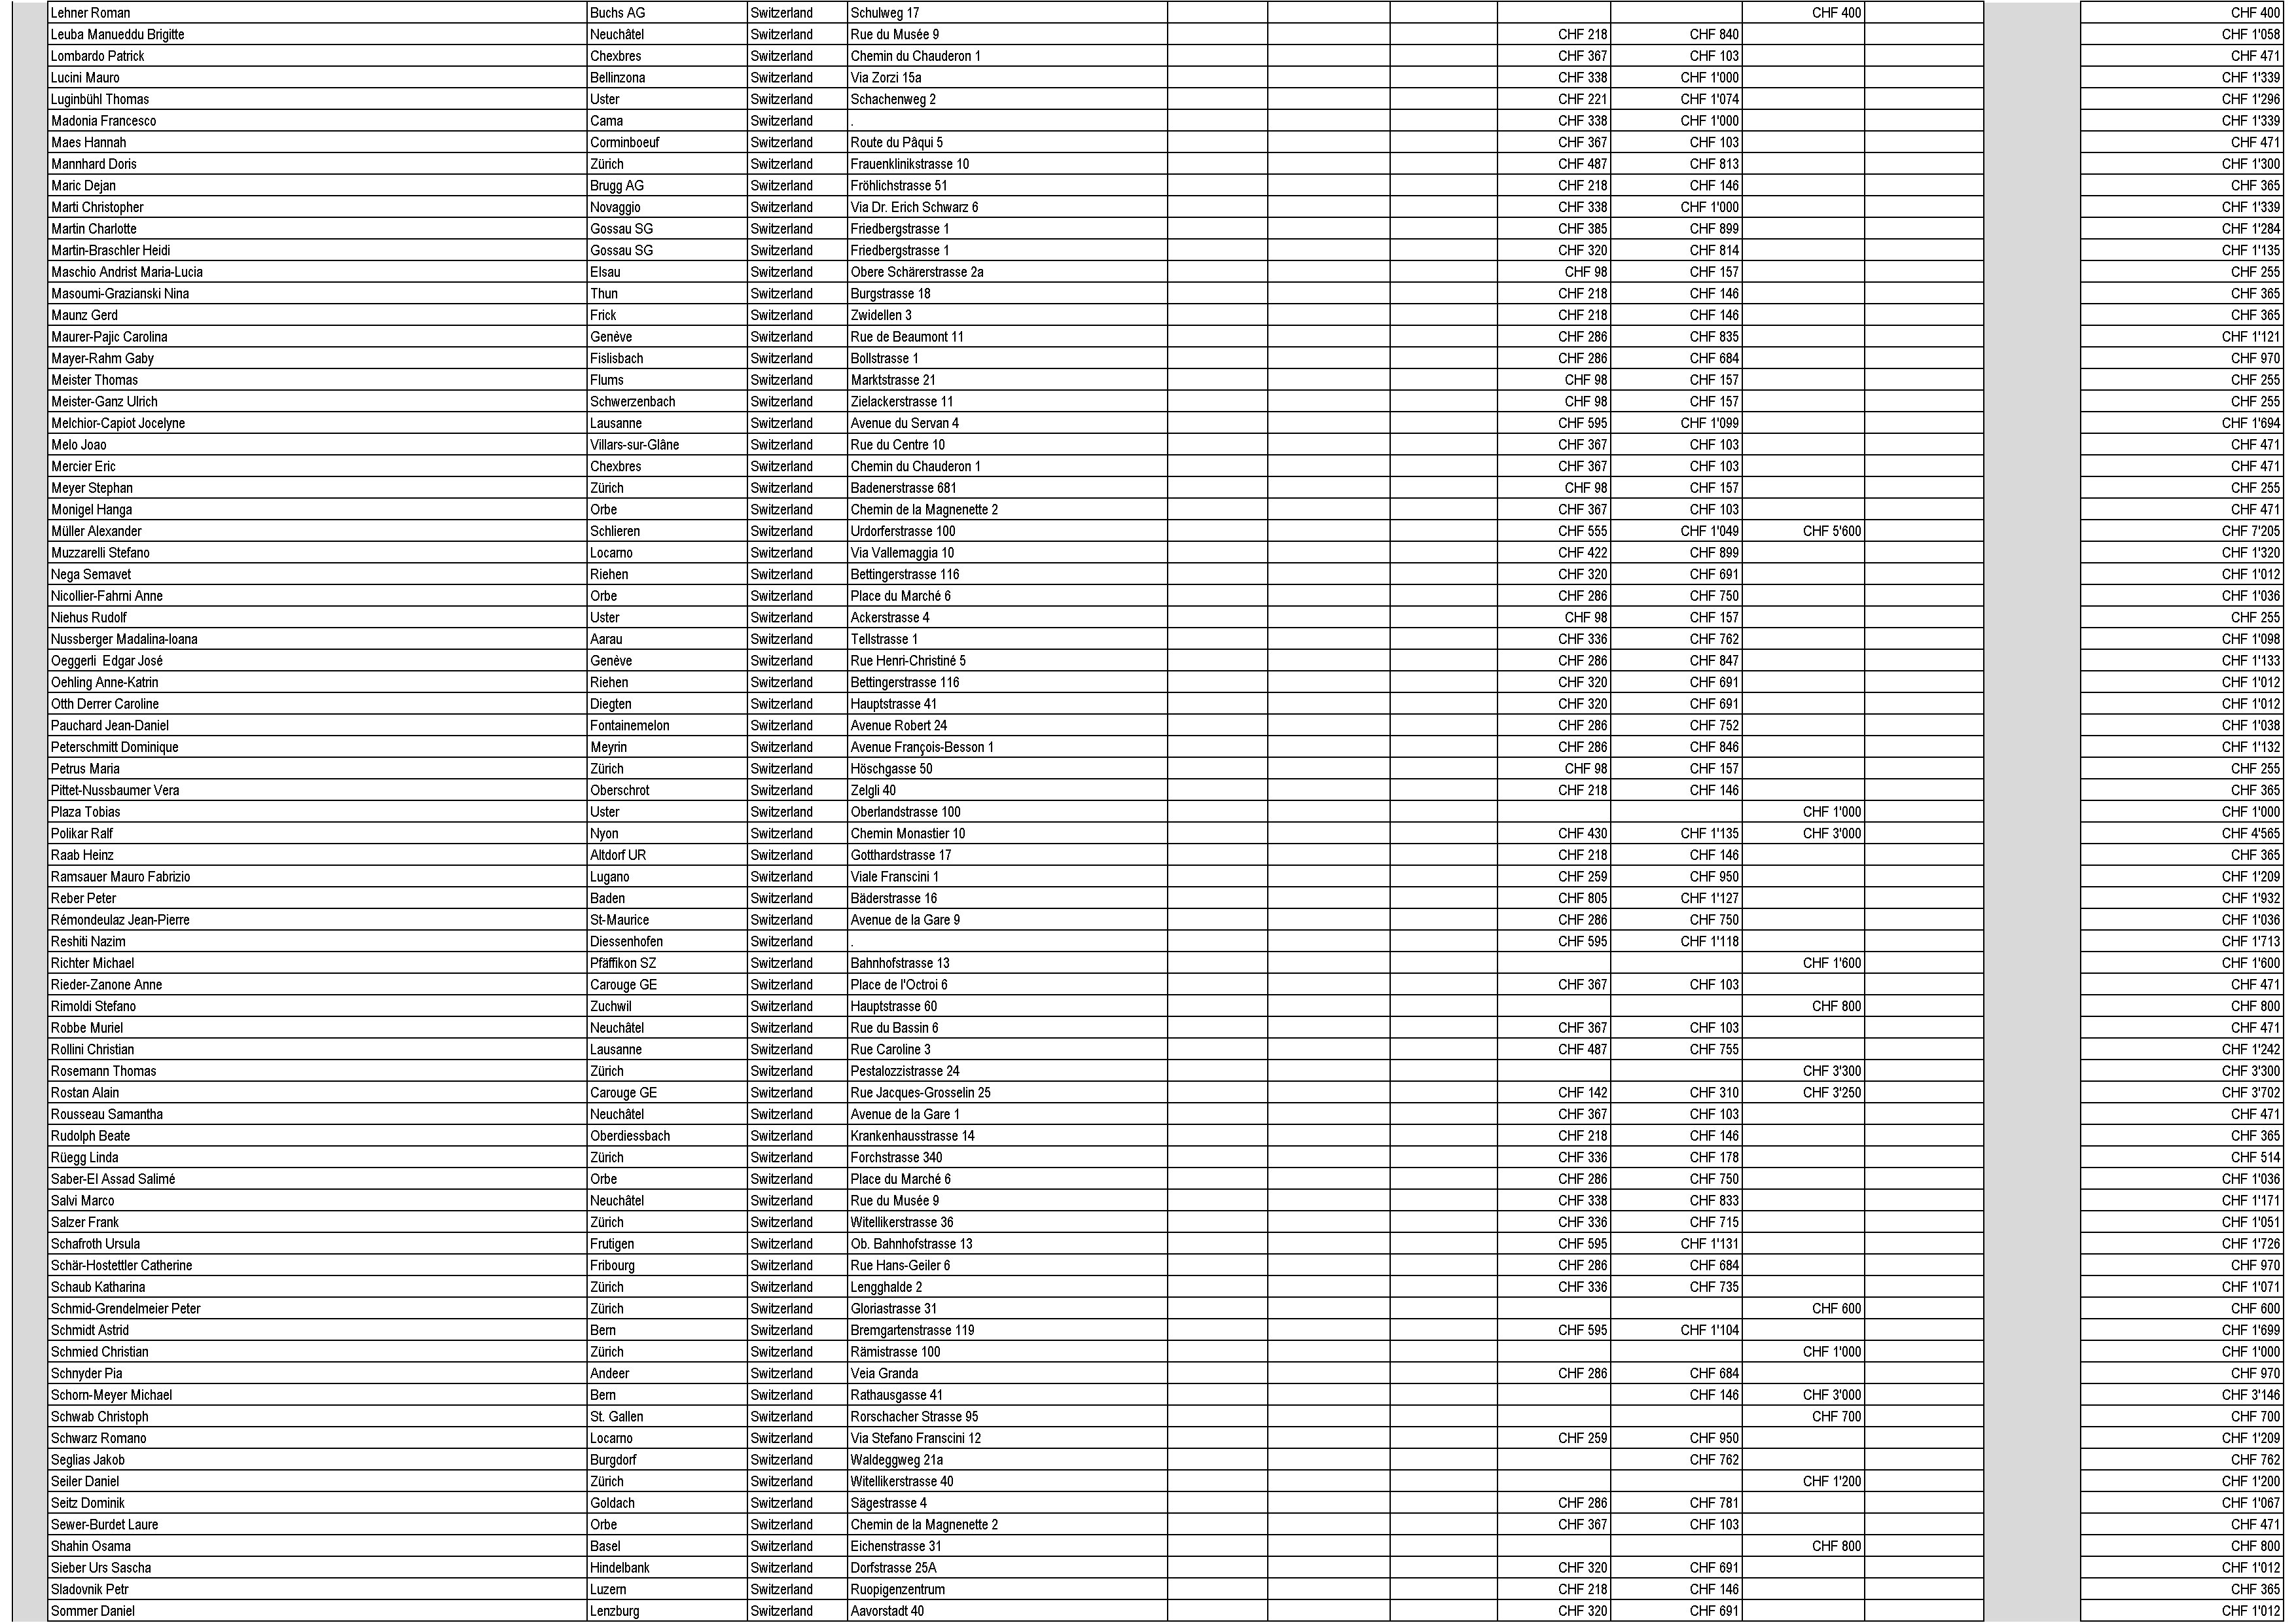 Lehner Roman Buchs AG Switzerland Schulweg 17 CHF 400 CHF 400
Leuba Manueddu Brigitte Neuchâtel Switzerland Rue du Musée 9 CHF 218 CHF 840 CHF 1'058
Lombardo Patrick Chexbres Switzerland Chemin du Chauderon 1 CHF 367 CHF 103 CHF 471
Lucini Mauro Bellinzona Switzerland Via Zorzi 15a CHF 338 CHF 1'000 CHF 1'339
Luginbühl Thomas Uster Switzerland Schachenweg 2 CHF 221 CHF 1'074 CHF 1'296
Madonia Francesco Cama Switzerland . CHF 338 CHF 1'000 CHF 1'339
Maes Hannah Corminboeuf Switzerland Route du Pâqui 5 CHF 367 CHF 103 CHF 471
Mannhard Doris Zürich Switzerland Frauenklinikstrasse 10 CHF 487 CHF 813 CHF 1'300
Maric Dejan Brugg AG Switzerland Fröhlichstrasse 51 CHF 218 CHF 146 CHF 365
Marti Christopher Novaggio Switzerland Via Dr. Erich Schwarz 6 CHF 338 CHF 1'000 CHF 1'339
Martin Charlotte Gossau SG Switzerland Friedbergstrasse 1 CHF 385 CHF 899 CHF 1'284
Martin-Braschler Heidi Gossau SG Switzerland Friedbergstrasse 1 CHF 320 CHF 814 CHF 1'135
Maschio Andrist Maria-Lucia Elsau Switzerland Obere Schärerstrasse 2a CHF 98 CHF 157 CHF 255
Masoumi-Grazianski Nina Thun Switzerland Burgstrasse 18 CHF 218 CHF 146 CHF 365
Maunz Gerd Frick Switzerland Zwidellen 3 CHF 218 CHF 146 CHF 365
Maurer-Pajic Carolina Genève Switzerland Rue de Beaumont 11 CHF 286 CHF 835 CHF 1'121
Mayer-Rahm Gaby Fislisbach Switzerland Bollstrasse 1 CHF 286 CHF 684 CHF 970
Meister Thomas Flums Switzerland Marktstrasse 21 CHF 98 CHF 157 CHF 255
Meister-Ganz Ulrich Schwerzenbach Switzerland Zielackerstrasse 11 CHF 98 CHF 157 CHF 255
Melchior-Capiot Jocelyne Lausanne Switzerland Avenue du Servan 4 CHF 595 CHF 1'099 CHF 1'694
Melo Joao Villars-sur-Glâne Switzerland Rue du Centre 10 CHF 367 CHF 103 CHF 471
Mercier Eric Chexbres Switzerland Chemin du Chauderon 1 CHF 367 CHF 103 CHF 471
Meyer Stephan Zürich Switzerland Badenerstrasse 681 CHF 98 CHF 157 CHF 255
Monigel Hanga Orbe Switzerland Chemin de la Magnenette 2 CHF 367 CHF 103 CHF 471
Müller Alexander Schlieren Switzerland Urdorferstrasse 100 CHF 555 CHF 1'049 CHF 5'600 CHF 7'205
Muzzarelli Stefano Locarno Switzerland Via Vallemaggia 10 CHF 422 CHF 899 CHF 1'320
Nega Semavet Riehen Switzerland Bettingerstrasse 116 CHF 320 CHF 691 CHF 1'012
Nicollier-Fahrni Anne Orbe Switzerland Place du Marché 6 CHF 286 CHF 750 CHF 1'036
Niehus Rudolf Uster Switzerland Ackerstrasse 4 CHF 98 CHF 157 CHF 255
Nussberger Madalina-Ioana Aarau Switzerland Tellstrasse 1 CHF 336 CHF 762 CHF 1'098
Oeggerli Edgar José Genève Switzerland Rue Henri-Christiné 5 CHF 286 CHF 847 CHF 1'133
Oehling Anne-Katrin Riehen Switzerland Bettingerstrasse 116 CHF 320 CHF 691 CHF 1'012
Otth Derrer Caroline Diegten Switzerland Hauptstrasse 41 CHF 320 CHF 691 CHF 1'012
Pauchard Jean-Daniel Fontainemelon Switzerland Avenue Robert 24 CHF 286 CHF 752 CHF 1'038
Peterschmitt Dominique Meyrin Switzerland Avenue François-Besson 1 CHF 286 CHF 846 CHF 1'132
Petrus Maria Zürich Switzerland Höschgasse 50 CHF 98 CHF 157 CHF 255
Pittet-Nussbaumer Vera Oberschrot Switzerland Zelgli 40 CHF 218 CHF 146 CHF 365
Plaza Tobias Uster Switzerland Oberlandstrasse 100 CHF 1'000 CHF 1'000
Polikar Ralf Nyon Switzerland Chemin Monastier 10 CHF 430 CHF 1'135 CHF 3'000 CHF 4'565
Raab Heinz Altdorf UR Switzerland Gotthardstrasse 17 CHF 218 CHF 146 CHF 365
Ramsauer Mauro Fabrizio Lugano Switzerland Viale Franscini 1 CHF 259 CHF 950 CHF 1'209
Reber Peter Baden Switzerland Bäderstrasse 16 CHF 805 CHF 1'127 CHF 1'932
Rémondeulaz Jean-Pierre St-Maurice Switzerland Avenue de la Gare 9 CHF 286 CHF 750 CHF 1'036
Reshiti Nazim Diessenhofen Switzerland . CHF 595 CHF 1'118 CHF 1'713
Richter Michael Pfäffikon SZ Switzerland Bahnhofstrasse 13 CHF 1'600 CHF 1'600
Rieder-Zanone Anne Carouge GE Switzerland Place de l'Octroi 6 CHF 367 CHF 103 CHF 471
Rimoldi Stefano Zuchwil Switzerland Hauptstrasse 60 CHF 800 CHF 800
Robbe Muriel Neuchâtel Switzerland Rue du Bassin 6 CHF 367 CHF 103 CHF 471
Rollini Christian Lausanne Switzerland Rue Caroline 3 CHF 487 CHF 755 CHF 1'242
Rosemann Thomas Zürich Switzerland Pestalozzistrasse 24 CHF 3'300 CHF 3'300
Rostan Alain Carouge GE Switzerland Rue Jacques-Grosselin 25 CHF 142 CHF 310 CHF 3'250 CHF 3'702
Rousseau Samantha Neuchâtel Switzerland Avenue de la Gare 1 CHF 367 CHF 103 CHF 471
Rudolph Beate Oberdiessbach Switzerland Krankenhausstrasse 14 CHF 218 CHF 146 CHF 365
Rüegg Linda Zürich Switzerland Forchstrasse 340 CHF 336 CHF 178 CHF 514
Saber-El Assad Salimé Orbe Switzerland Place du Marché 6 CHF 286 CHF 750 CHF 1'036
Salvi Marco Neuchâtel Switzerland Rue du Musée 9 CHF 338 CHF 833 CHF 1'171
Salzer Frank Zürich Switzerland Witellikerstrasse 36 CHF 336 CHF 715 CHF 1'051
Schafroth Ursula Frutigen Switzerland Ob. Bahnhofstrasse 13 CHF 595 CHF 1'131 CHF 1'726
Schär-Hostettler Catherine Fribourg Switzerland Rue Hans-Geiler 6 CHF 286 CHF 684 CHF 970
Schaub Katharina Zürich Switzerland Lengghalde 2 CHF 336 CHF 735 CHF 1'071
Schmid-Grendelmeier Peter Zürich Switzerland Gloriastrasse 31 CHF 600 CHF 600
Schmidt Astrid Bern Switzerland Bremgartenstrasse 119 CHF 595 CHF 1'104 CHF 1'699
Schmied Christian Zürich Switzerland Rämistrasse 100 CHF 1'000 CHF 1'000
Schnyder Pia Andeer Switzerland Veia Granda CHF 286 CHF 684 CHF 970
Schorn-Meyer Michael Bern Switzerland Rathausgasse 41 CHF 146 CHF 3'000 CHF 3'146
Schwab Christoph St. Gallen Switzerland Rorschacher Strasse 95 CHF 700 CHF 700
Schwarz Romano Locarno Switzerland Via Stefano Franscini 12 CHF 259 CHF 950 CHF 1'209
Seglias Jakob Burgdorf Switzerland Waldeggweg 21a CHF 762 CHF 762
Seiler Daniel Zürich Switzerland Witellikerstrasse 40 CHF 1'200 CHF 1'200
Seitz Dominik Goldach Switzerland Sägestrasse 4 CHF 286 CHF 781 CHF 1'067
Sewer-Burdet Laure Orbe Switzerland Chemin de la Magnenette 2 CHF 367 CHF 103 CHF 471
Shahin Osama Basel Switzerland Eichenstrasse 31 CHF 800 CHF 800
Sieber Urs Sascha Hindelbank Switzerland Dorfstrasse 25A CHF 320 CHF 691 CHF 1'012
Sladovnik Petr Luzern Switzerland Ruopigenzentrum CHF 218 CHF 146 CHF 365
Sommer Daniel Lenzburg Switzerland Aavorstadt 40 CHF 320 CHF 691 CHF 1'012